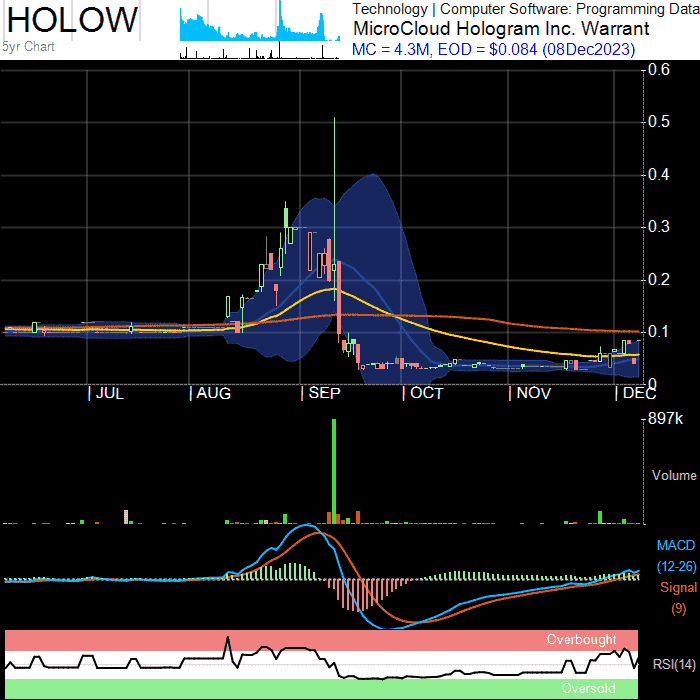 HOLOW
5yr Chart
Technology | Computer Software: Programming Data
MicroCloud Hologram Inc. Warrant
MC = 4.3M, EOD = $0.084 (08Dec2023)
0.6
0.5
0.4
0.3
0.2
0.1
0
| JUL | AUG | SEP | OCT | NOV | DEC
897k
Volume
MACD
(12-26)
Signal
(9)
Overbought
RSI(14)
Oversold